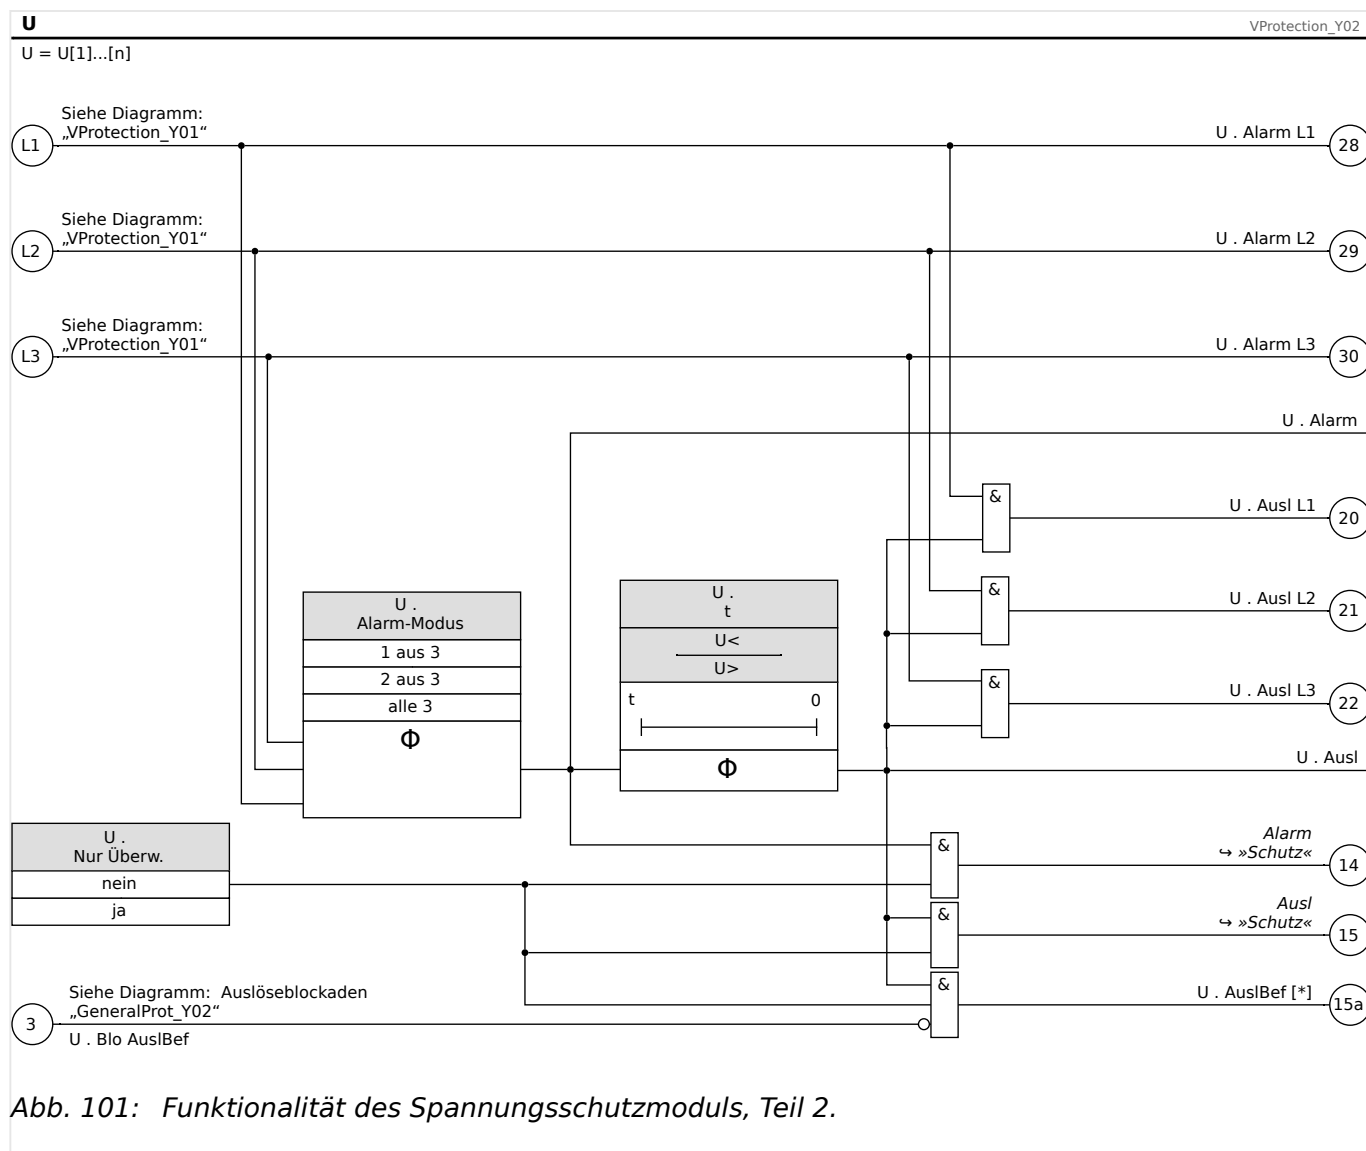 U
VProtection_Y02
U = U[1]...[n]
Siehe Diagramm:
„VProtection_Y01“
L1
U . Alarm L1
28
Siehe Diagramm:
„VProtection_Y01“
L2
U . Alarm L2
29
Siehe Diagramm:
„VProtection_Y01“
L3
U . Alarm L3
30
U . Alarm
&
U . Ausl L1
20
&
U . Ausl L2
21
&
U . Ausl L3
22
U . Ausl
U .
Alarm-Modus
1 aus 3
2 aus 3
alle 3
Φ
U .
t
U<
U>
t 0
Φ
U .
Nur Überw.
nein
ja
&
Alarm
↪ »Schutz«
14
&
Ausl
↪ »Schutz«
15
&
U . AuslBef [*]
15a
Siehe Diagramm: Auslöseblockaden
„GeneralProt_Y02“
3
U . Blo AuslBef
Abb. 101: Funktionalität des Spannungsschutzmoduls, Teil 2.